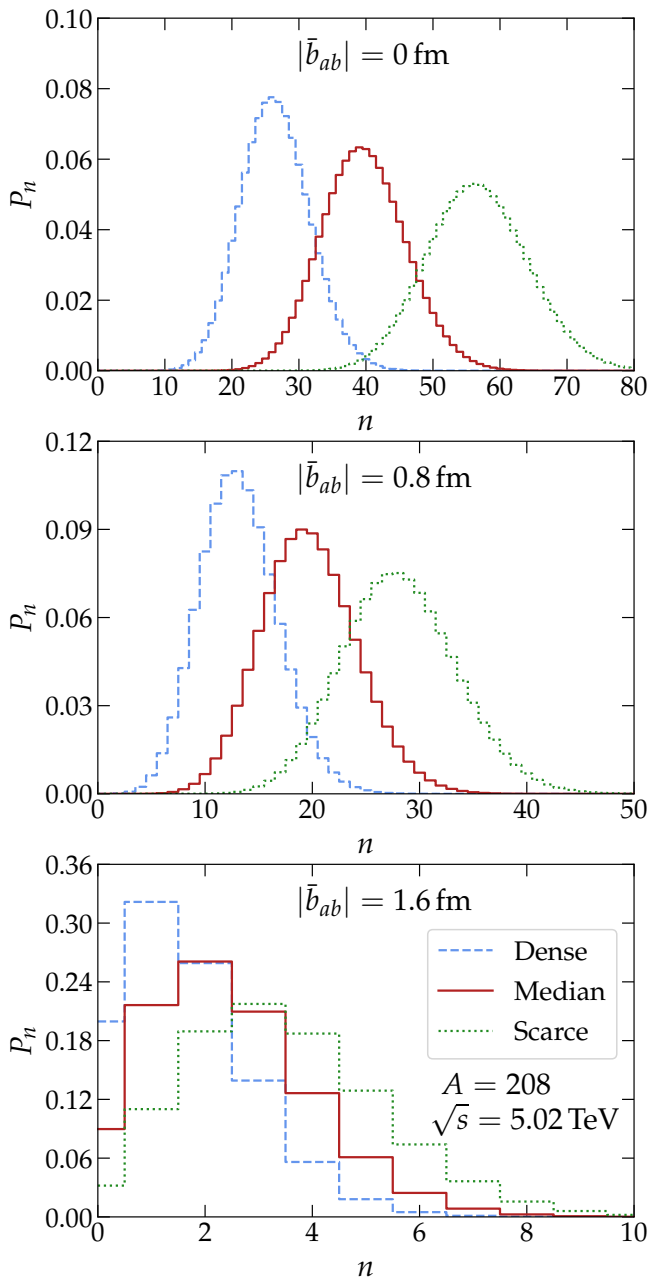 |b̄_ab| = 0 fm
0.10
0.08
0.06
0.04
0.02
0.00
P_n
0 10 20 30 40 50 60 70 80
n
|b̄_ab| = 0.8 fm
0.12
0.09
0.06
0.03
0.00
P_n
0 10 20 30 40 50
n
|b̄_ab| = 1.6 fm
0.36
0.30
0.24
0.18
0.12
0.06
0.00
P_n
Dense
Median
Scarce
A = 208
√s = 5.02 TeV
0 2 4 6 8 10
n